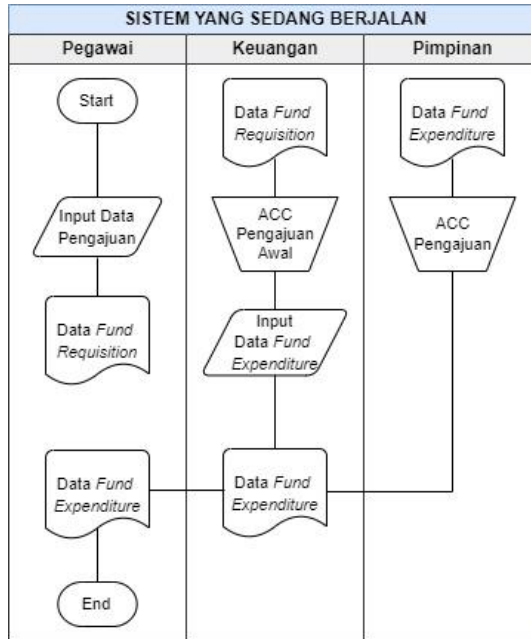 SISTEM YANG SEDANG BERJALAN
Pegawai
Keuangan
Pimpinan
Start
Input Data
Pengajuan
Data Fund
Requisition
Data Fund
Expenditure
End
Data Fund
Requisition
ACC
Pengajuan
Awal
Input
Data Fund
Expenditure
Data Fund
Expenditure
Data Fund
Expenditure
ACC
Pengajuan